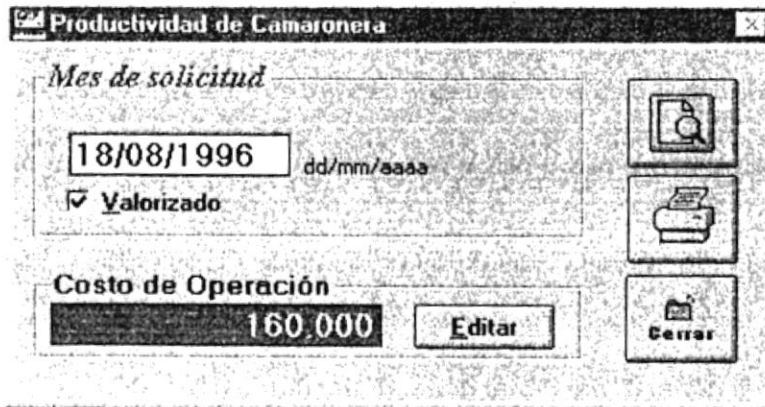 Productividad de Camaronera
Mes de solicitud
18/08/1996 dd/mm/aaaa
Valorizado
Costo de Operación
160,000 Editar
Cerrar